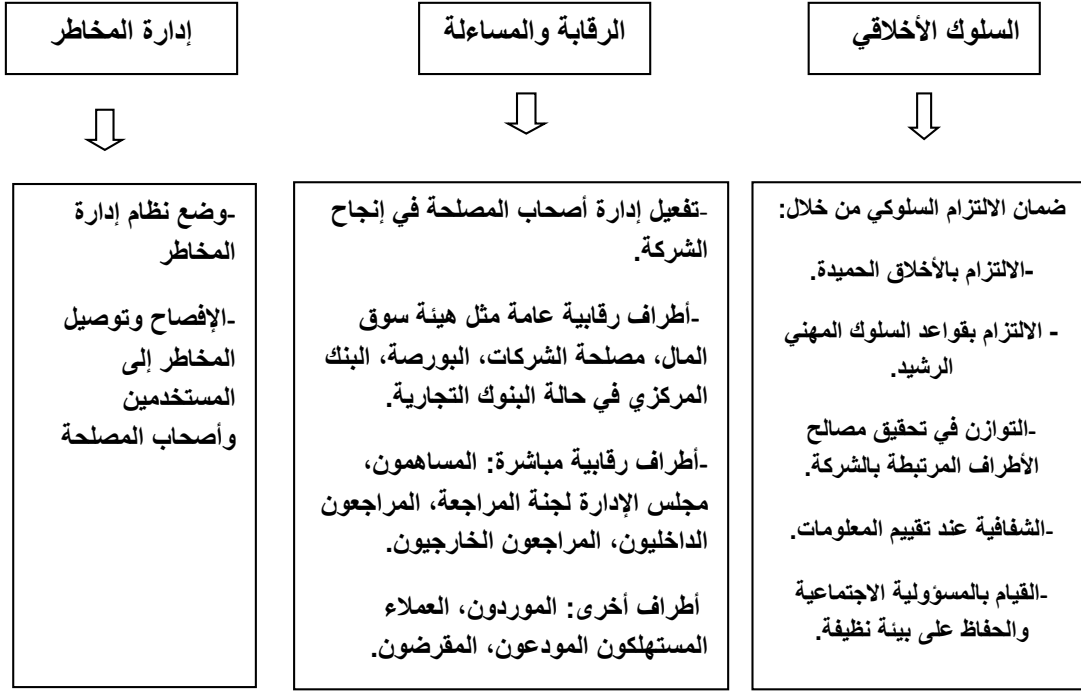 السلوك الأخلاقي
ضمان الالتزام السلوكي من خلال:
-الالتزام بالأخلاق الحميدة.
- الالتزام بقواعد السلوك المهني
الرشيد.
-التوازن في تحقيق مصالح
الأطراف المرتبطة بالشركة.
-الشفافية عند تقييم المعلومات.
-القيام بالمسؤولية الاجتماعية
والحفاظ على بيئة نظيفة.
الرقابة والمساءلة
-تفعيل إدارة أصحاب المصلحة في إنجاح
الشركة.
-أطراف رقابية عامة مثل هيئة سوق
المال، مصلحة الشركات، البورصة، البنك
المركزي في حالة البنوك التجارية.
-أطراف رقابية مباشرة: المساهمون،
مجلس الإدارة لجنة المراجعة، المراجعون
الداخليون، المراجعون الخارجيون.
أطراف أخرى: الموردون، العملاء
المستهلكون المودعون، المقرضون.
إدارة المخاطر
-وضع نظام إدارة
المخاطر
-الإفصاح وتوصيل
المخاطر إلى
المستخدمين
وأصحاب المصلحة